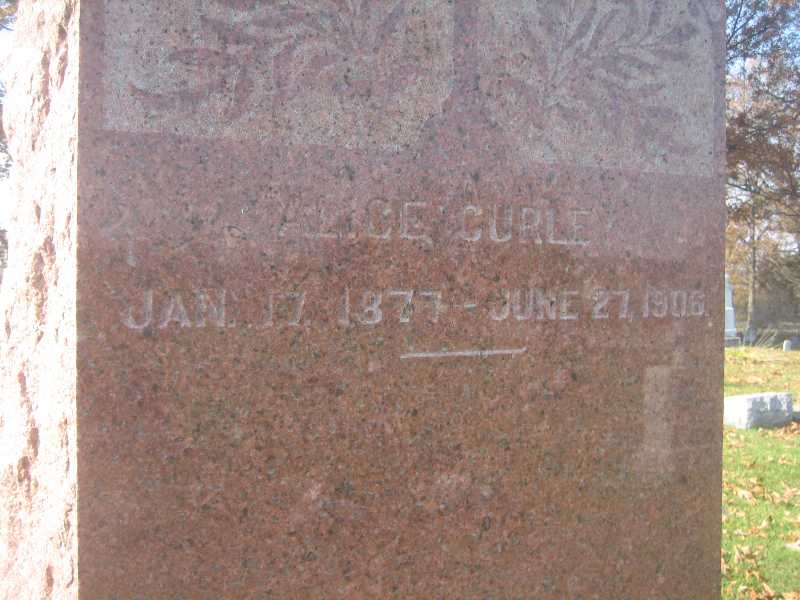 ALICE CURLEY
JAN. 17, 1877 – JUNE 27, 1906.